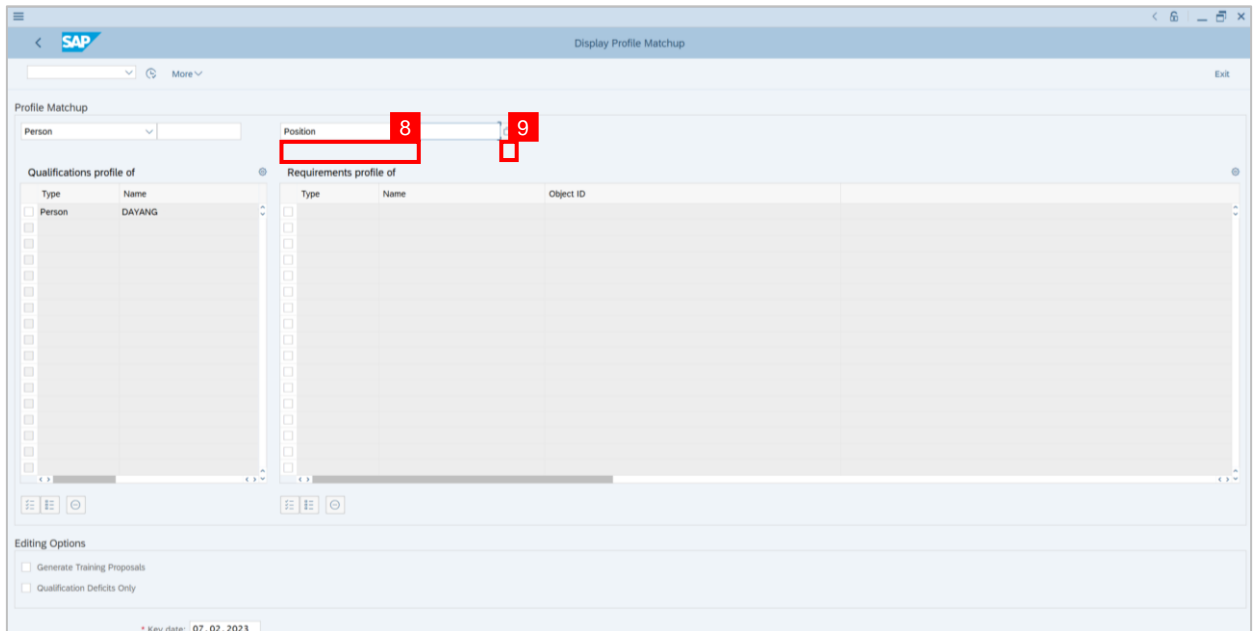 SAP
Display Profile Matchup
More
Exit
Profile Matchup
Person
Position
8
9
Qualifications profile of
Requirements profile of
Type Name
Type Name Object ID
Person DAYANG
Editing Options
Generate Training Proposals
Qualification Deficits Only
* Key date: 07.02.2023